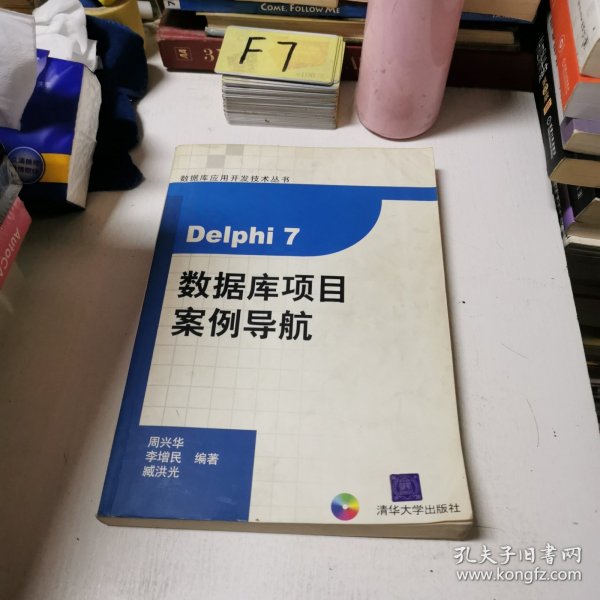 COME, FOLLOW ME
F7
数据库应用开发技术丛书
Delphi 7
数据库项目
案例导航
周兴华
李增民 编著
臧洪光
清华大学出版社
孔夫子旧书网
www.kongfz.com